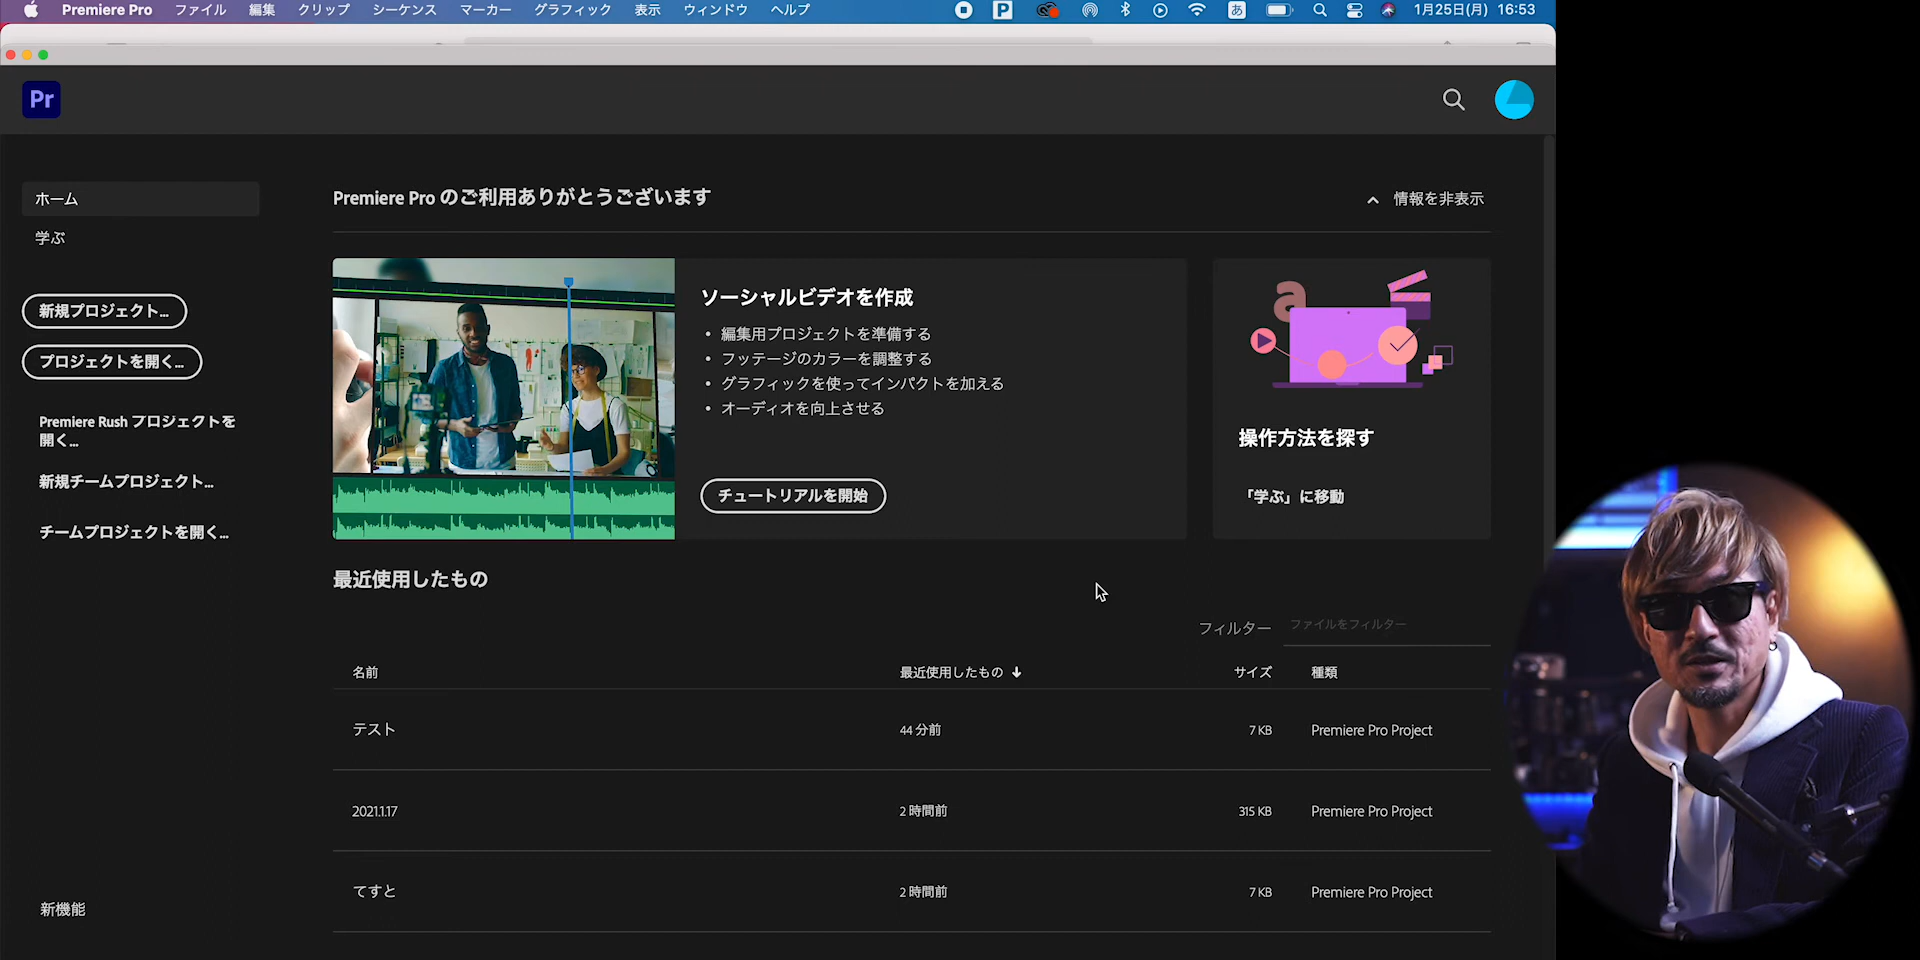 Premiere Pro ファイル 編集 クリップ シーケンス マーカー グラフィック 表示 ウィンドウ ヘルプ P あ 1月25日(月) 16:53
Pr
ホーム
学ぶ
新規プロジェクト...
プロジェクトを開く...
Premiere Rush プロジェクトを
開く...
新規チームプロジェクト...
チームプロジェクトを開く...
新機能
Premiere Pro のご利用ありがとうございます
情報を非表示
ソーシャルビデオを作成
• 編集用プロジェクトを準備する
• フッテージのカラーを調整する
• グラフィックを使ってインパクトを加える
• オーディオを向上させる
チュートリアルを開始
a
操作方法を探す
「学ぶ」に移動
最近使用したもの
フィルター ファイルをフィルター
名前 最近使用したもの ↓ サイズ 種類
テスト 44 分前 7 KB Premiere Pro Project
2021.1.17 2 時間前 315 KB Premiere Pro Project
てすと 2 時間前 7 KB Premiere Pro Project